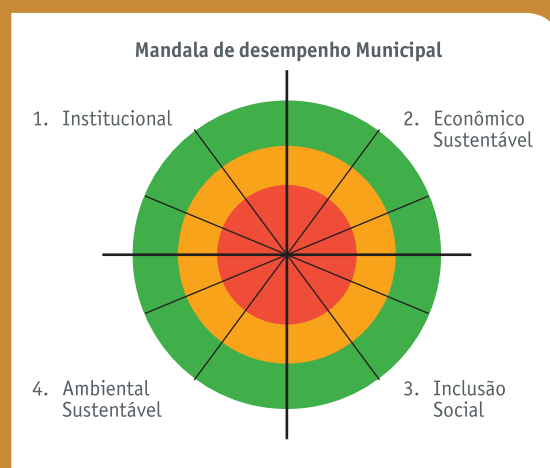 Mandala de desempenho Municipal
1. Institucional
2. Econômico
Sustentável
4. Ambiental
Sustentável
3. Inclusão
Social